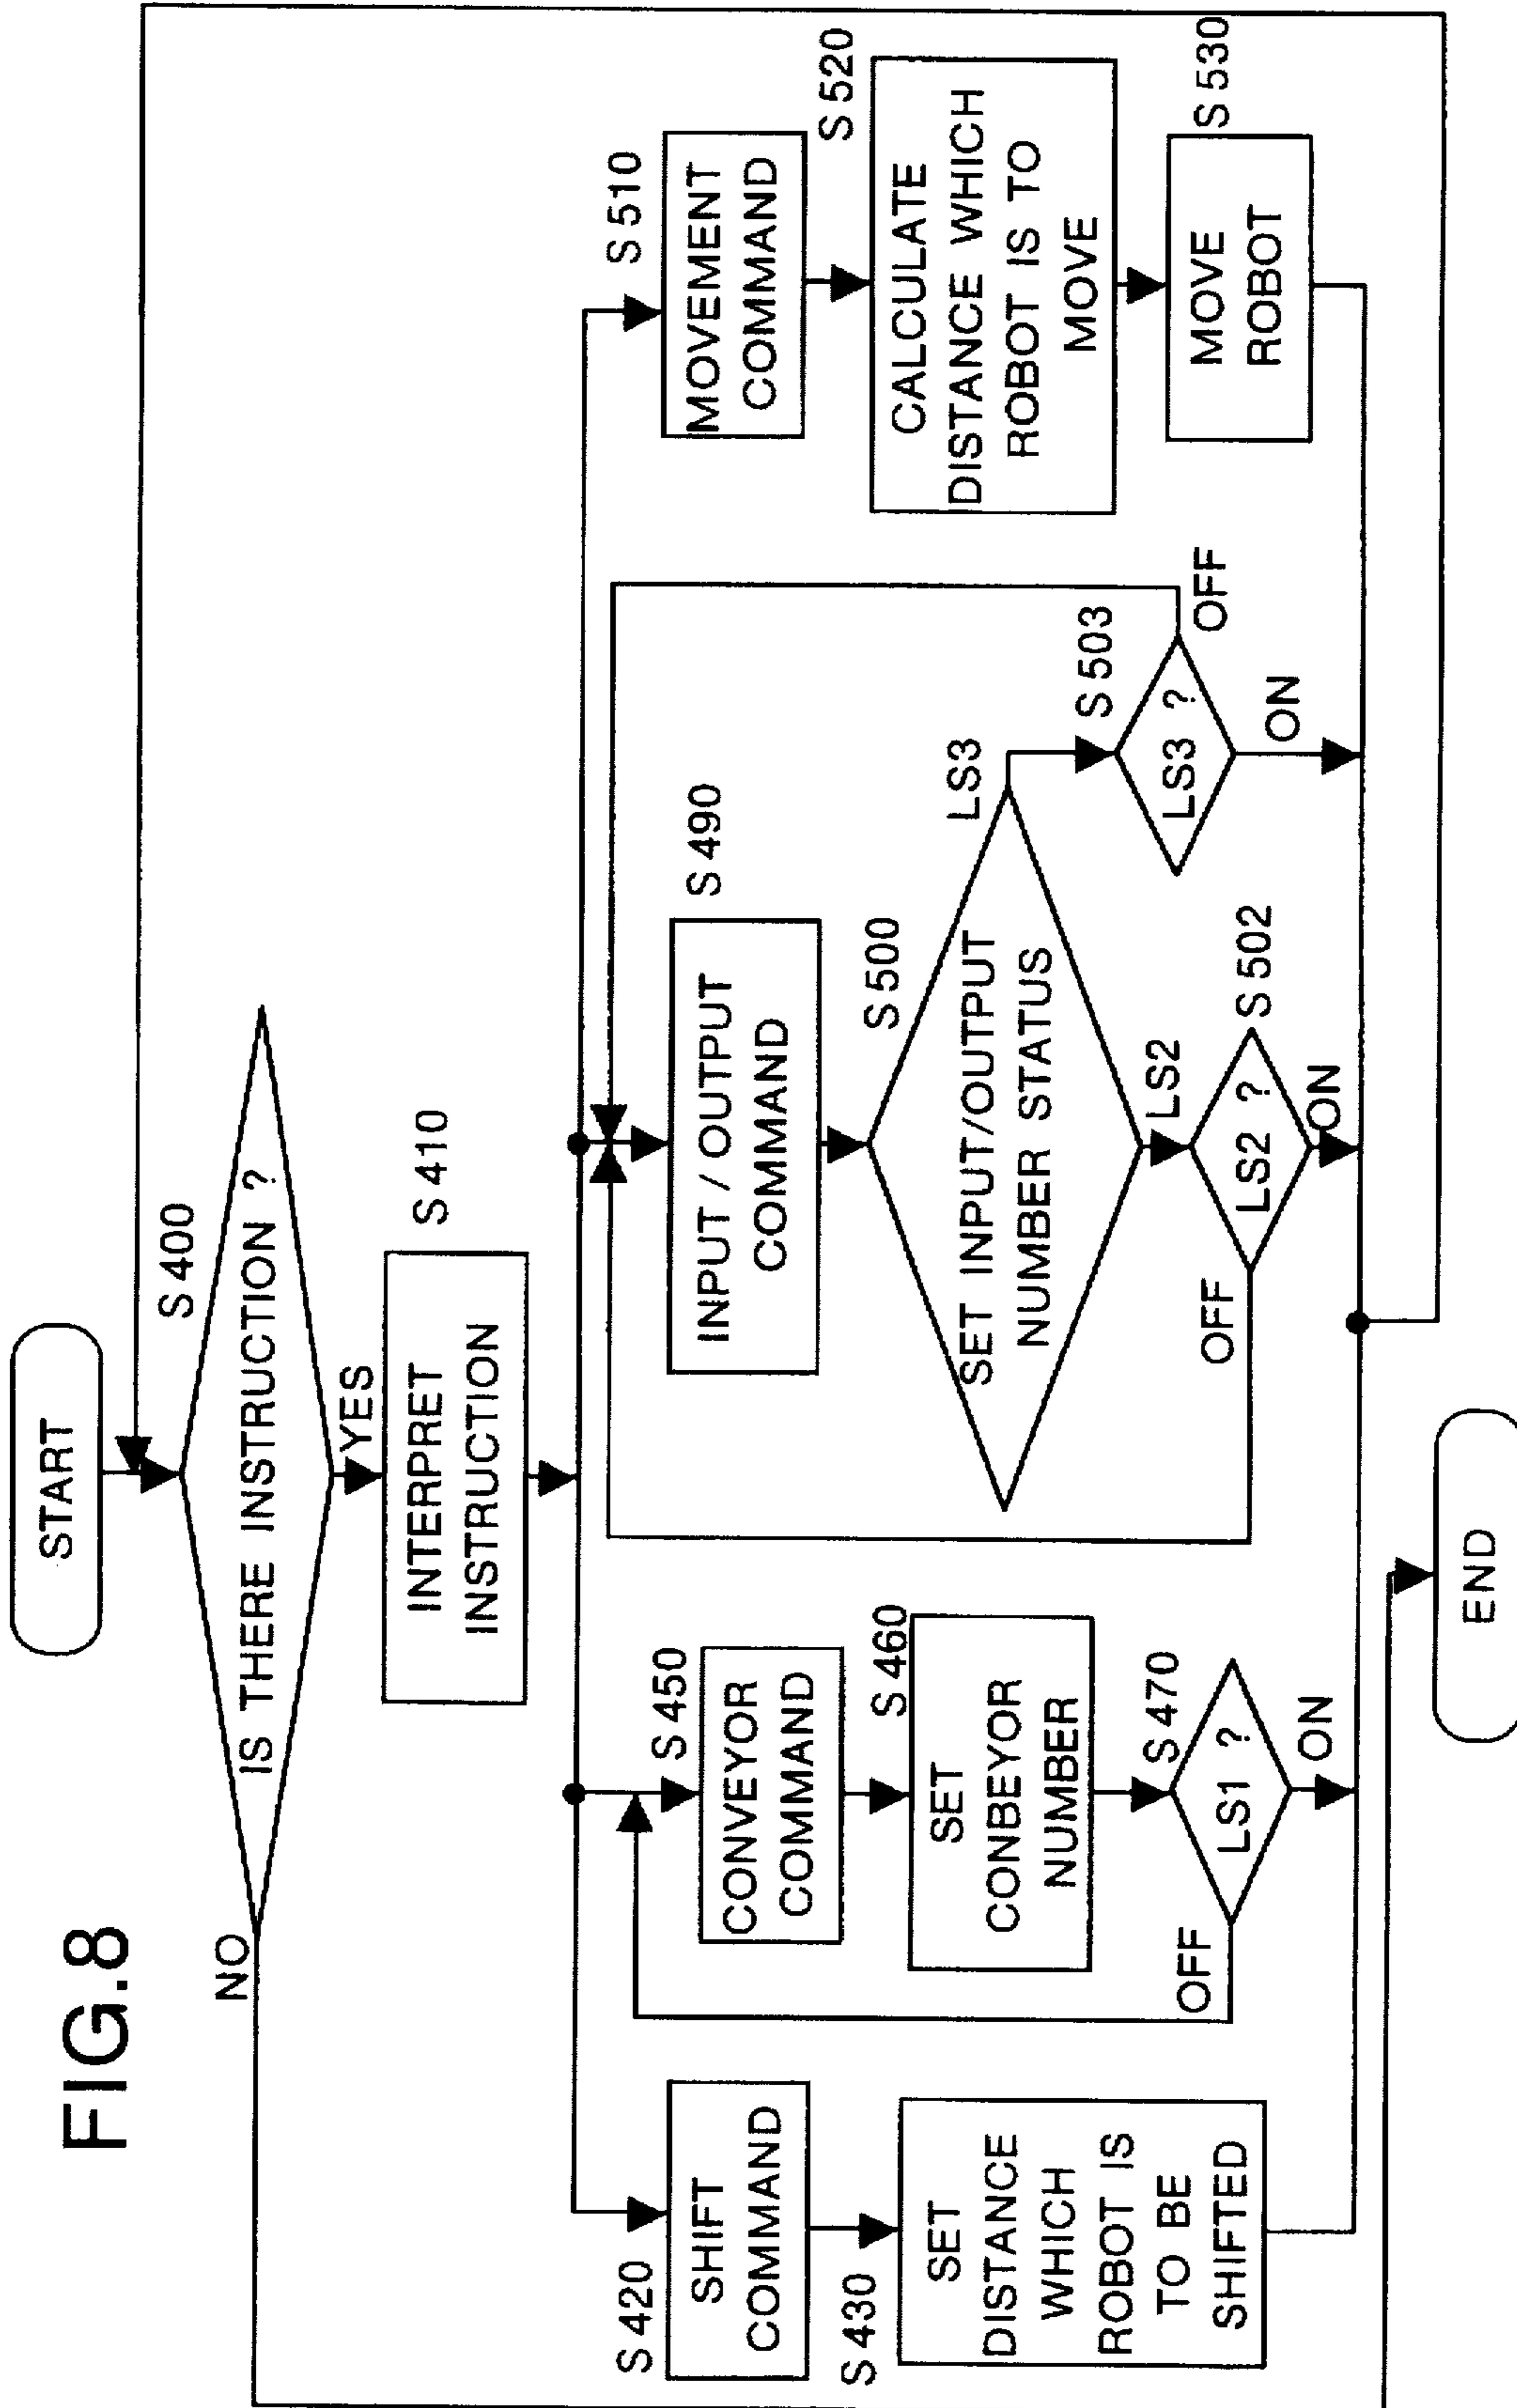 FIG.8
START
S 400
IS THERE INSTRUCTION ?
NO
YES
S 410
INTERPRET
INSTRUCTION
S 420
SHIFT
COMMAND
S 430
SET
DISTANCE
WHICH
ROBOT IS
TO BE
SHIFTED
S 450
CONVEYOR
COMMAND
S 460
SET
CONBEYOR
NUMBER
S 470
LS1 ?
OFF
ON
S 490
INPUT / OUTPUT
COMMAND
S 500
SET INPUT/OUTPUT
NUMBER STATUS
LS2
LS3
S 502
LS2 ?
OFF
ON
S 503
LS3 ?
OFF
ON
S 510
MOVEMENT
COMMAND
S 520
CALCULATE
DISTANCE WHICH
ROBOT IS TO
MOVE
S 530
MOVE
ROBOT
END